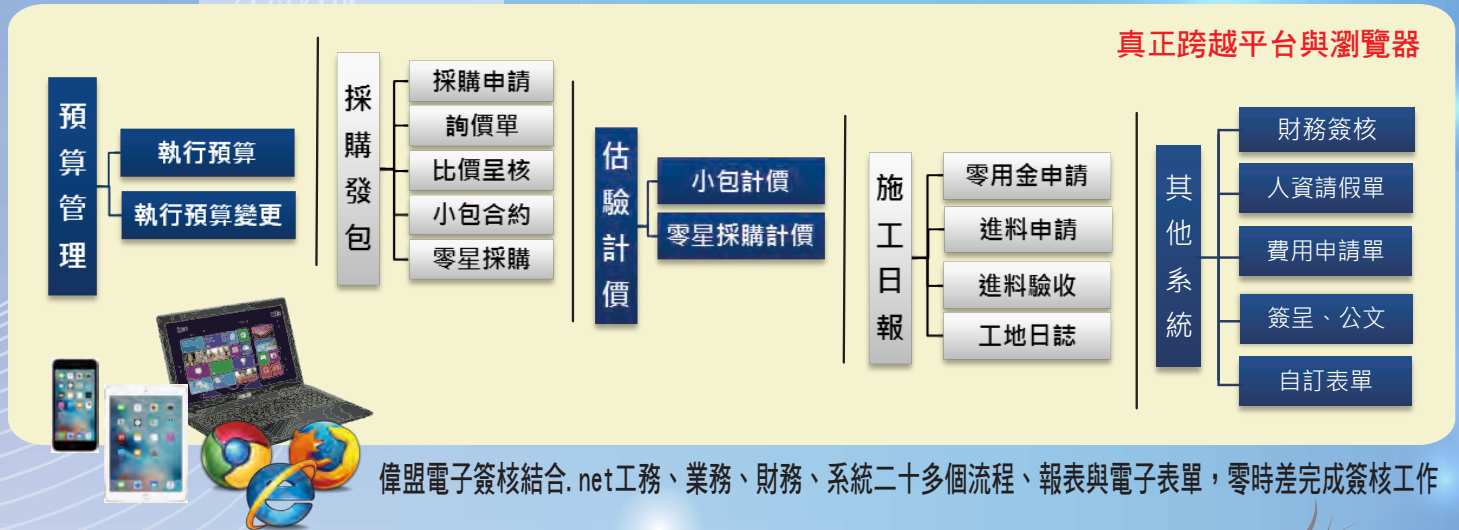 真正跨越平台與瀏覽器
預算管理
執行預算
執行預算變更
採購發包
採購申請
詢價單
比價呈核
小包合約
零星採購
估驗計價
小包計價
零星採購計價
施工日報
零用金申請
進料申請
進料驗收
工地日誌
其他系統
財務簽核
人資請假單
費用申請單
簽呈、公文
自訂表單
偉盟電子簽核結合.net工務、業務、財務、系統二十多個流程、報表與電子表單，零時差完成簽核工作